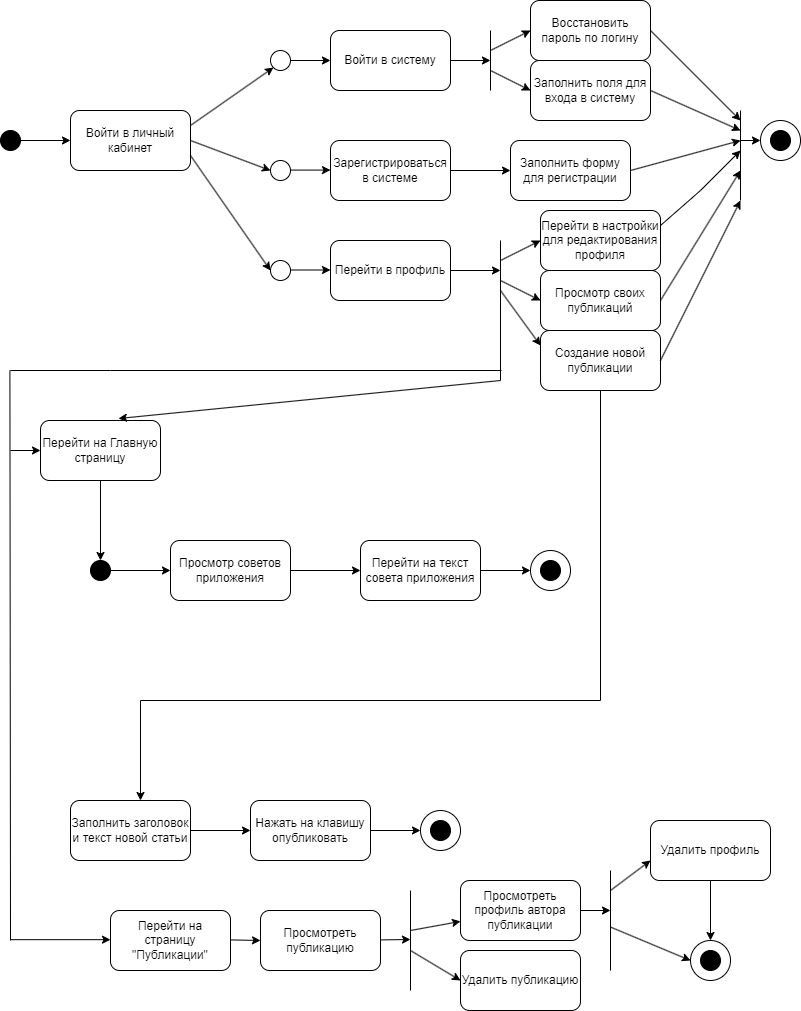 Восстановить
пароль по логину
Войти в систему
Заполнить поля для
входа в систему
Войти в личный
кабинет
Зарегистрироваться
в системе
Заполнить форму
для регистрации
Перейти в настройки
для редактирования
профиля
Перейти в профиль
Просмотр своих
публикаций
Создание новой
публикации
Перейти на Главную
страницу
Просмотр советов
приложения
Перейти на текст
совета приложения
Заполнить заголовок
и текст новой статьи
Нажать на клавишу
опубликовать
Удалить профиль
Просмотреть
профиль автора
публикации
Перейти на
страницу
"Публикации"
Просмотреть
публикацию
Удалить публикацию